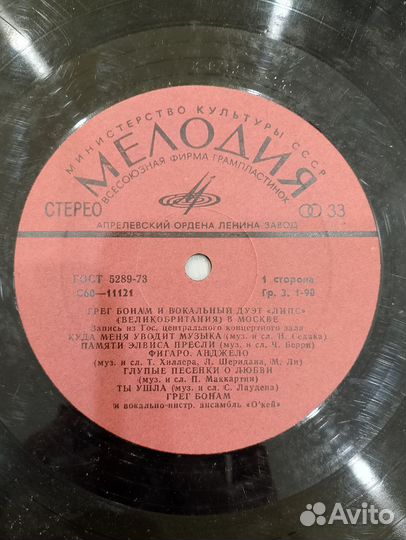 МИНИСТЕРСТВО КУЛЬТУРЫ СССР
МЕЛОДИЯ
ВСЕСОЮЗНАЯ ФИРМА ГРАМПЛАСТИНОК
СТЕРЕО
33
АПРЕЛЕВСКИЙ ОРДЕНА ЛЕНИНА ЗАВОД
ГОСТ 5289-73
1 сторона
С60—11121
Гр. 3. 1-90
ГРЕГ БОНАМ И ВОКАЛЬНЫЙ ДУЭТ «ЛИПС»
(ВЕЛИКОБРИТАНИЯ) В МОСКВЕ
Запись из Гос. центрального концертного зала
КУДА МЕНЯ УВОДИТ МУЗЫКА (муз. и сл. Н. Седака)
ПАМЯТИ ЭЛВИСА ПРЕСЛИ (муз. и сл. Ч. Берри)
ФИГАРО; АНДЖЕЛО
(муз. и сл. Т. Хиллера, Л. Шеридана, М. Ли)
ГЛУПЫЕ ПЕСЕНКИ О ЛЮБВИ
(муз. и сл. П. Маккартни)
ТЫ УШЛА (муз. и сл. С. Лаудена)
ГРЕГ БОНАМ
и вокально-инстр. ансамбль «О'кей»
Avito